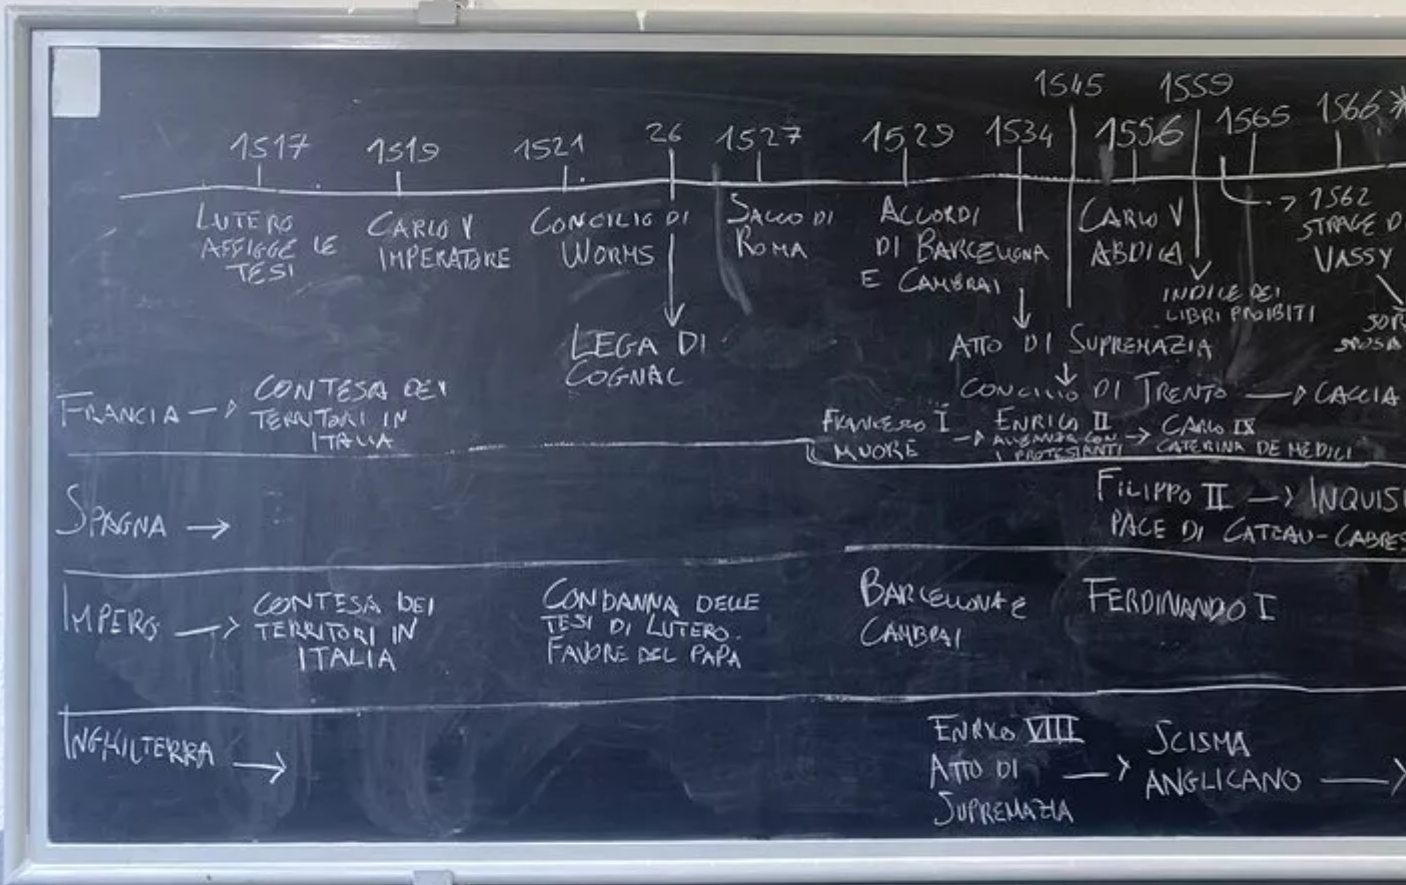 1545 1559
1517 1519 1521 26 1527 1529 1534 1556 1565 1566*
LUTERO
AFFIGGE LE
TESI
CARLO V
IMPERATORE
CONCILIO DI
WORMS
LEGA DI
COGNAC
SACCO DI
ROMA
ACCORDI
DI BARCELLONA
E CAMBRAI
ATTO DI SUPREMAZIA
CONCILIO DI TRENTO → CACCIA
CARLO V
ABDICA
INDICE DEI
LIBRI PROIBITI
→ 1562
STRAGE D
VASSY
SPOSA
FRANCIA → CONTESA DEI
TERRITORI IN
ITALIA
FRANCESCO I
MUORE
→ ENRICO II
ALLEANZA CON
I PROTESTANTI
→ CARLO IX
CATERINA DE MEDICI
SPAGNA →
FILIPPO II → INQUISI
PACE DI CATEAU-CABRES
IMPERO → CONTESA DEI
TERRITORI IN
ITALIA
CONDANNA DELLE
TESI DI LUTERO.
FAVORE DEL PAPA
BARCELLONA E
CAMBRAI
FERDINANDO I
INGHILTERRA →
ENRICO VIII
ATTO DI
SUPREMAZIA
→ SCISMA
ANGLICANO →